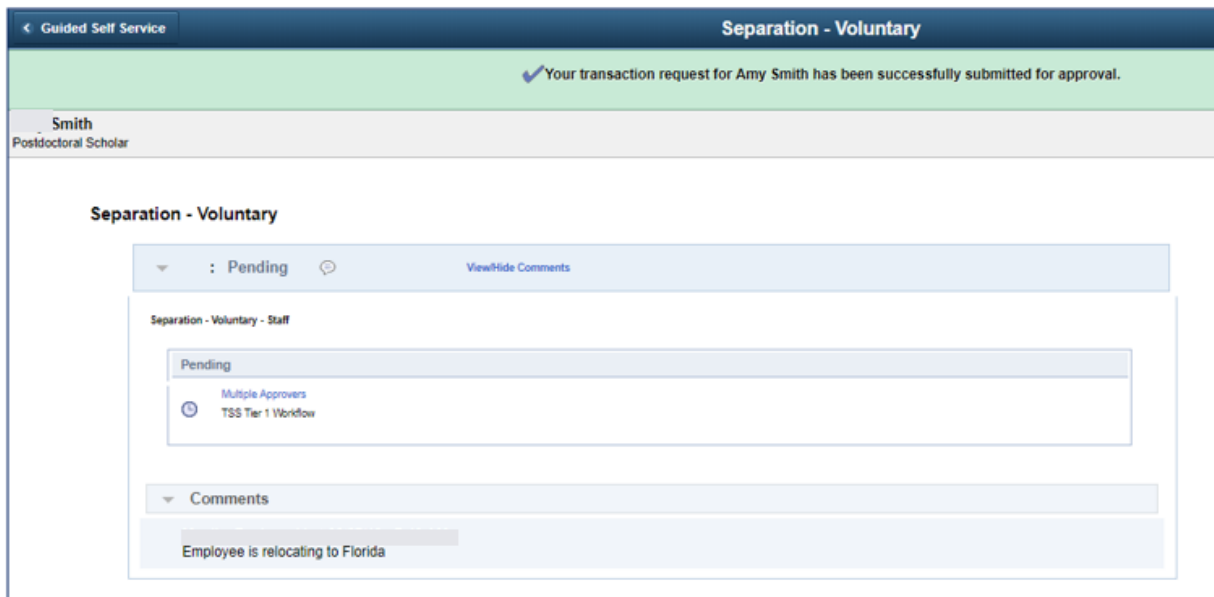 Guided Self Service
Separation - Voluntary
Your transaction request for Amy Smith has been successfully submitted for approval.
Smith
Postdoctoral Scholar
Separation - Voluntary
: Pending
View/Hide Comments
Separation - Voluntary - Staff
Pending
Multiple Approvers
TSS Tier 1 Workflow
Comments
Employee is relocating to Florida